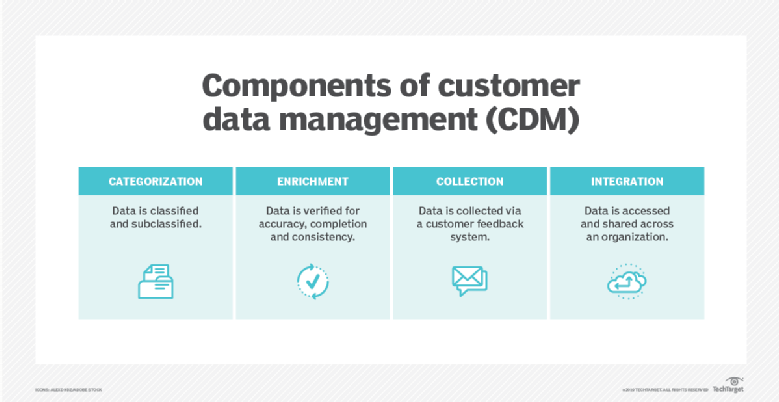 Components of customer
data management (CDM)
CATEGORIZATION
Data is classified
and subclassified.
ENRICHMENT
Data is verified for
accuracy, completion
and consistency.
COLLECTION
Data is collected via
a customer feedback
system.
INTEGRATION
Data is accessed
and shared across
an organization.
TechTarget